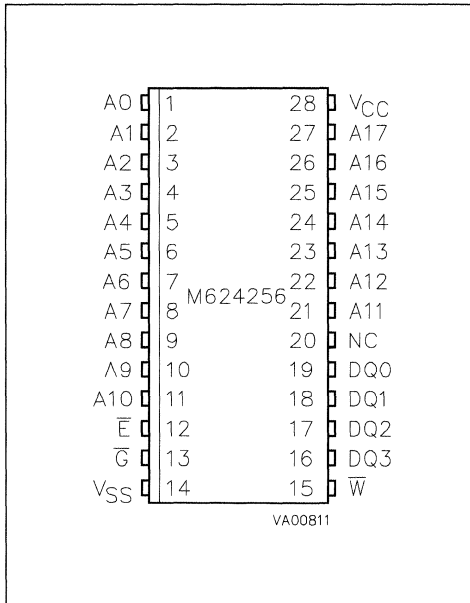 A0 1 28 VCC
A1 2 27 A17
A2 3 26 A16
A3 4 25 A15
A4 5 24 A14
A5 6 23 A13
A6 7 22 A12
M624256
A7 8 21 A11
A8 9 20 NC
A9 10 19 DQ0
A10 11 18 DQ1
E̅ 12 17 DQ2
G̅ 13 16 DQ3
VSS 14 15 W̅
VA00811